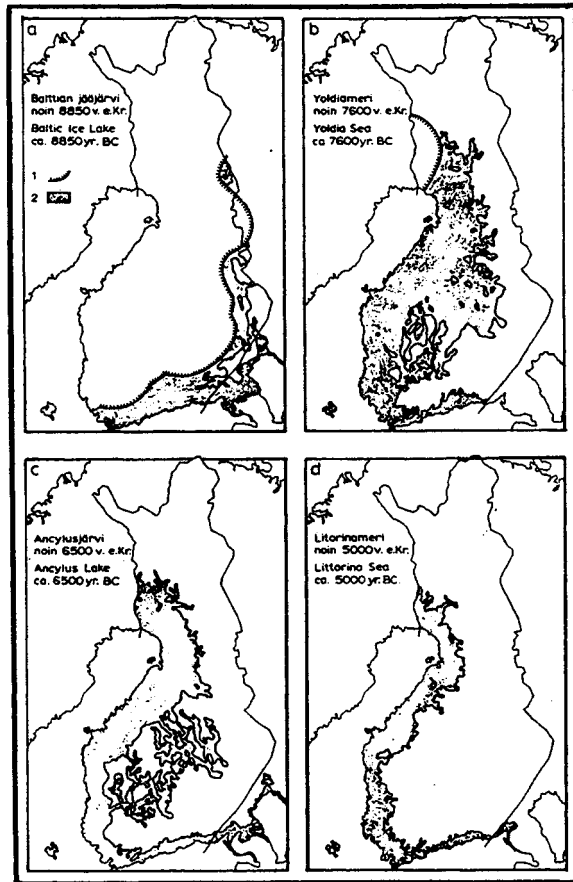 a
Balttian jääjärvi
noin 8850 v. e.Kr.
Baltic Ice Lake
ca. 8850 yr. BC
1
2
b
Yoldiameri
noin 7600 v. e.Kr.
Yoldia Sea
ca 7600 yr. BC
c
Ancylusjärvi
noin 6500 v. e.Kr.
Ancylus Lake
ca. 6500 yr. BC
d
Litorinameri
noin 5000 v. e.Kr.
Littorina Sea
ca. 5000 yr. BC.